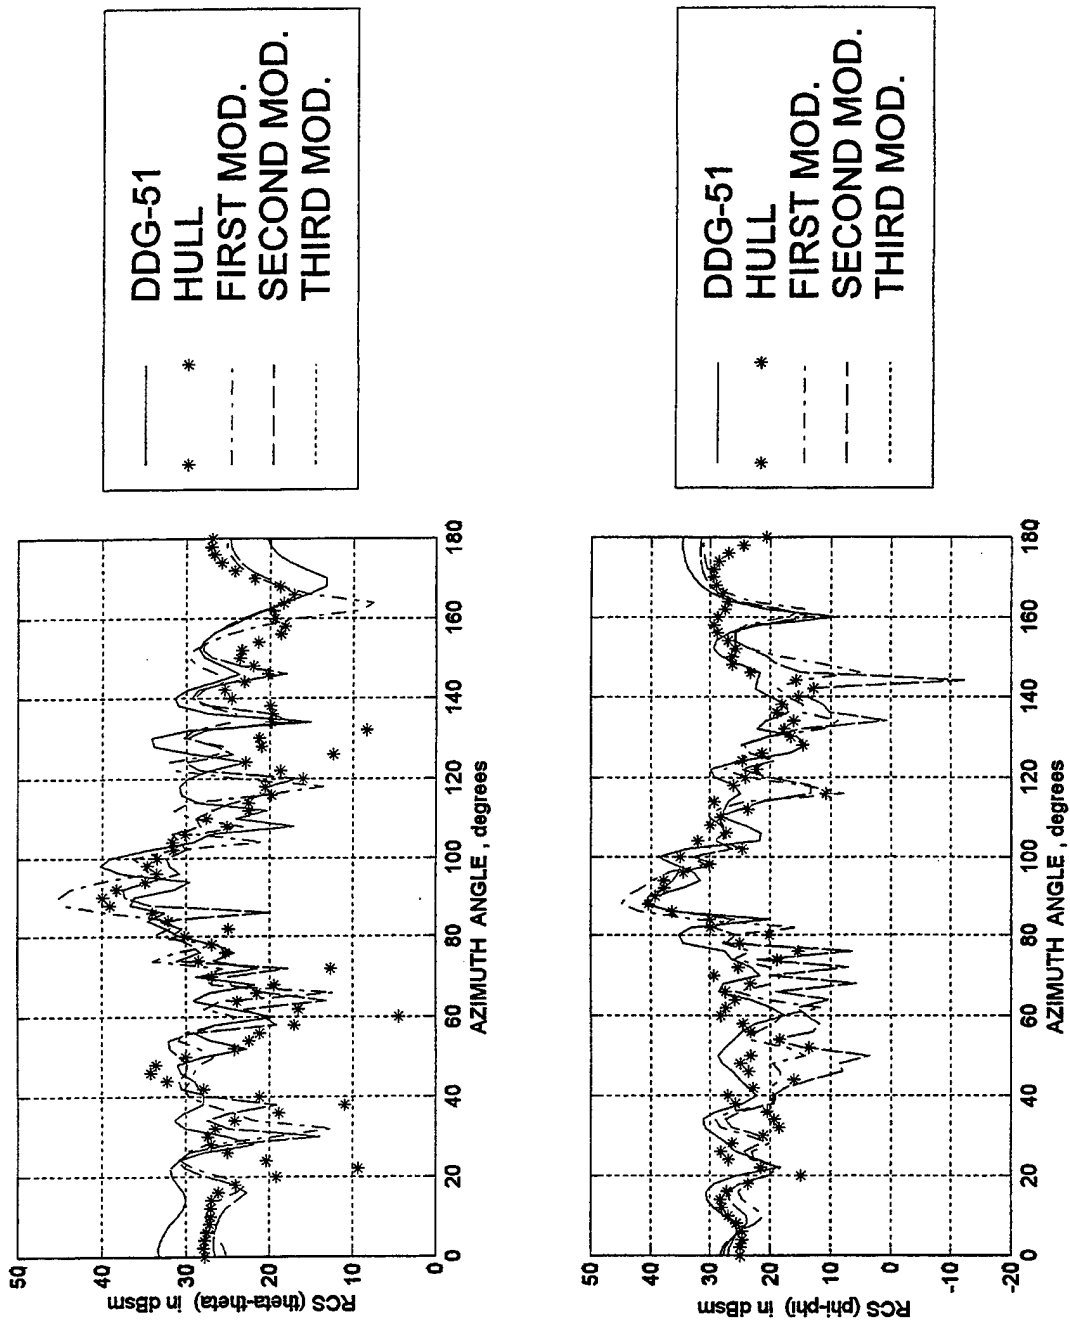 DDG-51
HULL
FIRST MOD.
SECOND MOD.
THIRD MOD.
50
40
30
20
10
0
RCS (theta-theta) in dBsm
0
20
40
60
80
100
120
140
160
180
AZIMUTH ANGLE , degrees
DDG-51
HULL
FIRST MOD.
SECOND MOD.
THIRD MOD.
50
40
30
20
10
0
-10
-20
RCS (phi-phi) in dBsm
0
20
40
60
80
100
120
140
160
180
AZIMUTH ANGLE , degrees